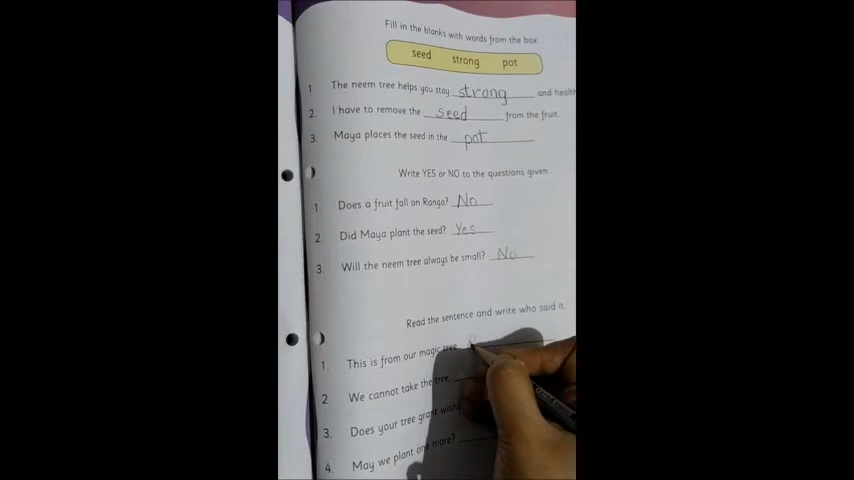 Fill in the blanks with words from the box.
seed strong pot
1. The neem tree helps you stay strong and health
2. I have to remove the seed from the fruit.
3. Maya places the seed in the pot
Write YES or NO to the questions given.
1. Does a fruit fall on Ranga? No
2. Did Maya plant the seed? Yes
3. Will the neem tree always be small? No
Read the sentence and write who said it.
1. This is from our magic tree.
2. We cannot take the tree.
3. Does your tree grant
4. May we plant one more?